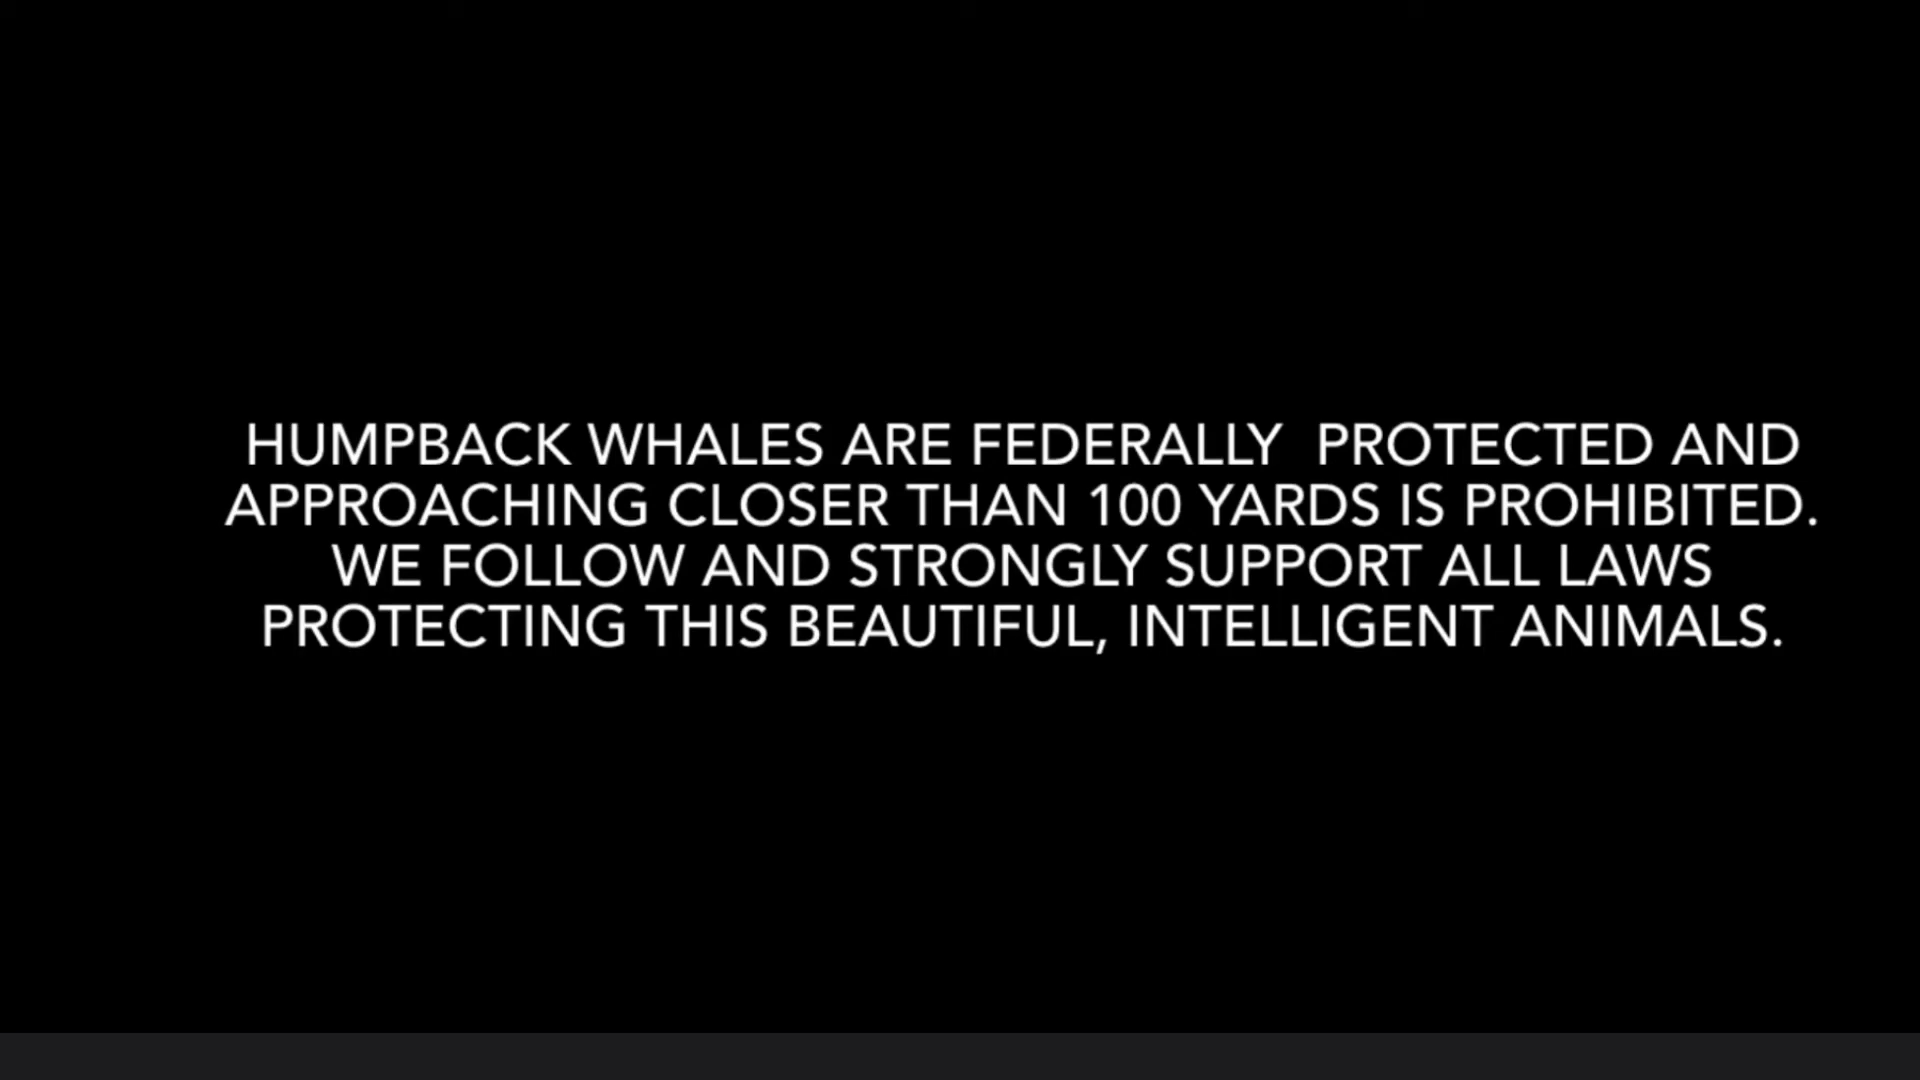 HUMPBACK WHALES ARE FEDERALLY  PROTECTED AND
APPROACHING CLOSER THAN 100 YARDS IS PROHIBITED.
WE FOLLOW AND STRONGLY SUPPORT ALL LAWS
PROTECTING THIS BEAUTIFUL, INTELLIGENT ANIMALS.